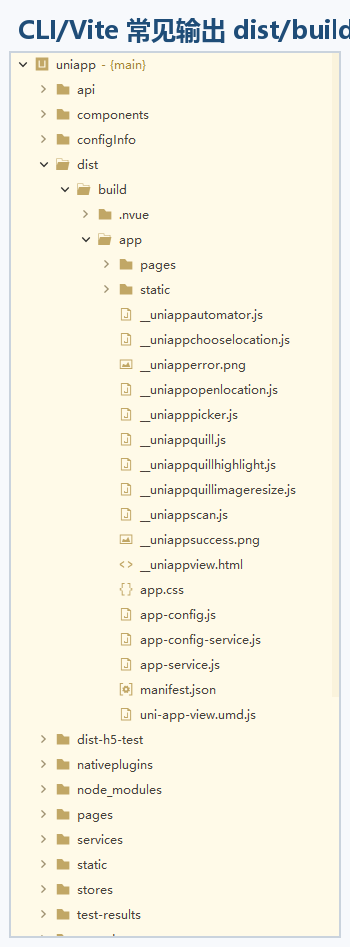 CLI/Vite 常见输出 dist/build
uniapp - {main}
api
components
configInfo
dist
build
.nvue
app
pages
static
__uniappautomator.js
__uniappchooselocation.js
__uniapperror.png
__uniappopenlocation.js
__uniapppicker.js
__uniappquill.js
__uniappquillhighlight.js
__uniappquillimageresize.js
__uniappscan.js
__uniappsuccess.png
__uniappview.html
app.css
app-config.js
app-config-service.js
app-service.js
manifest.json
uni-app-view.umd.js
dist-h5-test
nativeplugins
node_modules
pages
services
static
stores
test-results